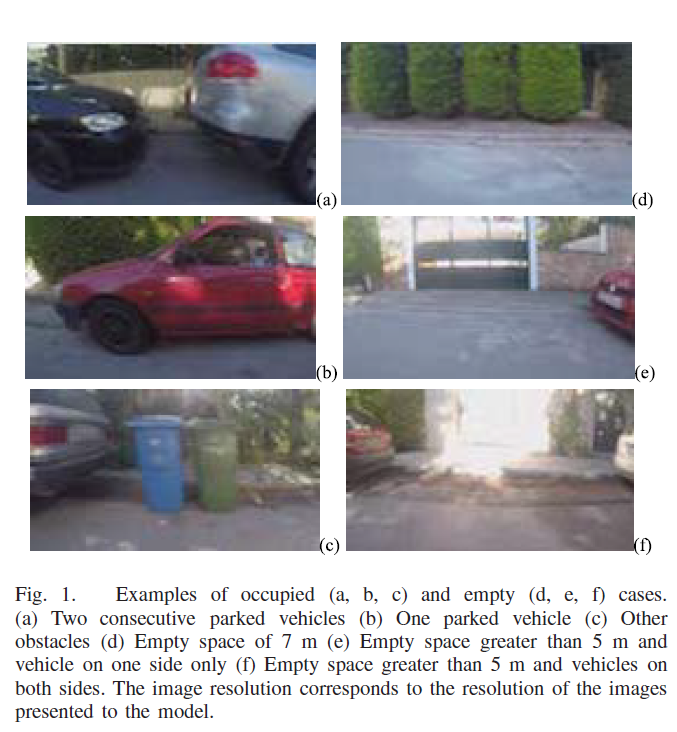 (a)
(d)
(b)
(e)
(c)
(f)
Fig. 1. Examples of occupied (a, b, c) and empty (d, e, f) cases.
(a) Two consecutive parked vehicles (b) One parked vehicle (c) Other
obstacles (d) Empty space of 7 m (e) Empty space greater than 5 m and
vehicle on one side only (f) Empty space greater than 5 m and vehicles on
both sides. The image resolution corresponds to the resolution of the images
presented to the model.